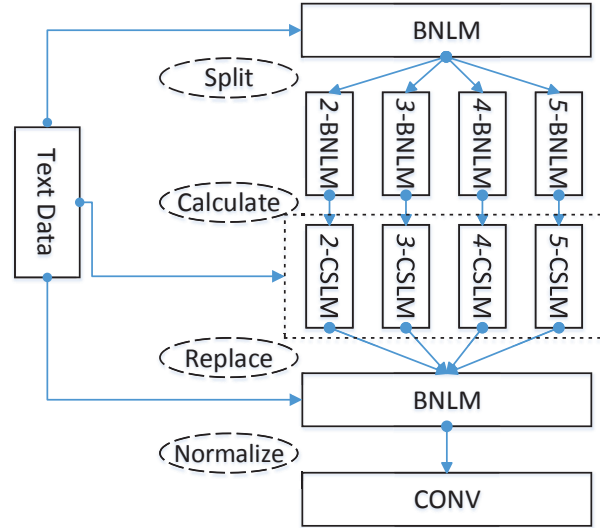 BNLM
Split
2-BNLM
3-BNLM
4-BNLM
5-BNLM
Text Data
Calculate
2-CSLM
3-CSLM
4-CSLM
5-CSLM
Replace
BNLM
Normalize
CONV